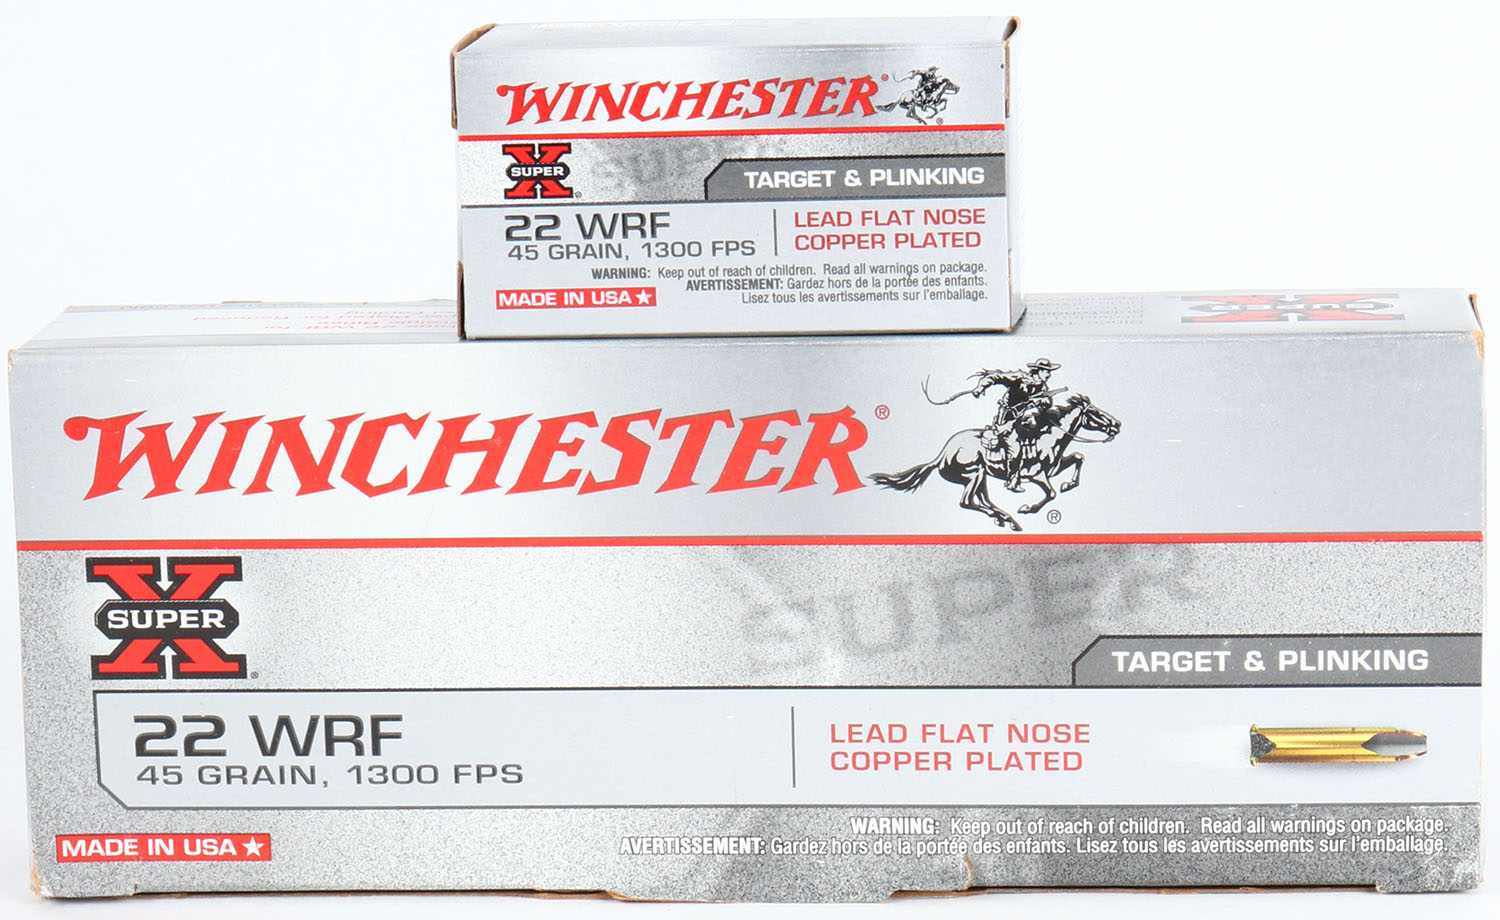 WINCHESTER®
SUPER
X
SUPER®
TARGET & PLINKING
22 WRF
45 GRAIN, 1300 FPS
LEAD FLAT NOSE
COPPER PLATED
WARNING: Keep out of reach of children. Read all warnings on package.
AVERTISSEMENT: Gardez hors de la portée des enfants.
Lisez tous les avertissements sur l'emballage.
MADE IN USA
WINCHESTER®
®
SUPER
X
SUPER
TARGET & PLINKING
22 WRF
45 GRAIN, 1300 FPS
LEAD FLAT NOSE
COPPER PLATED
WARNING: Keep out of reach of children. Read all warnings on package.
AVERTISSEMENT: Gardez hors de la portée des enfants. Lisez tous les avertissements sur l'emballage.
MADE IN USA